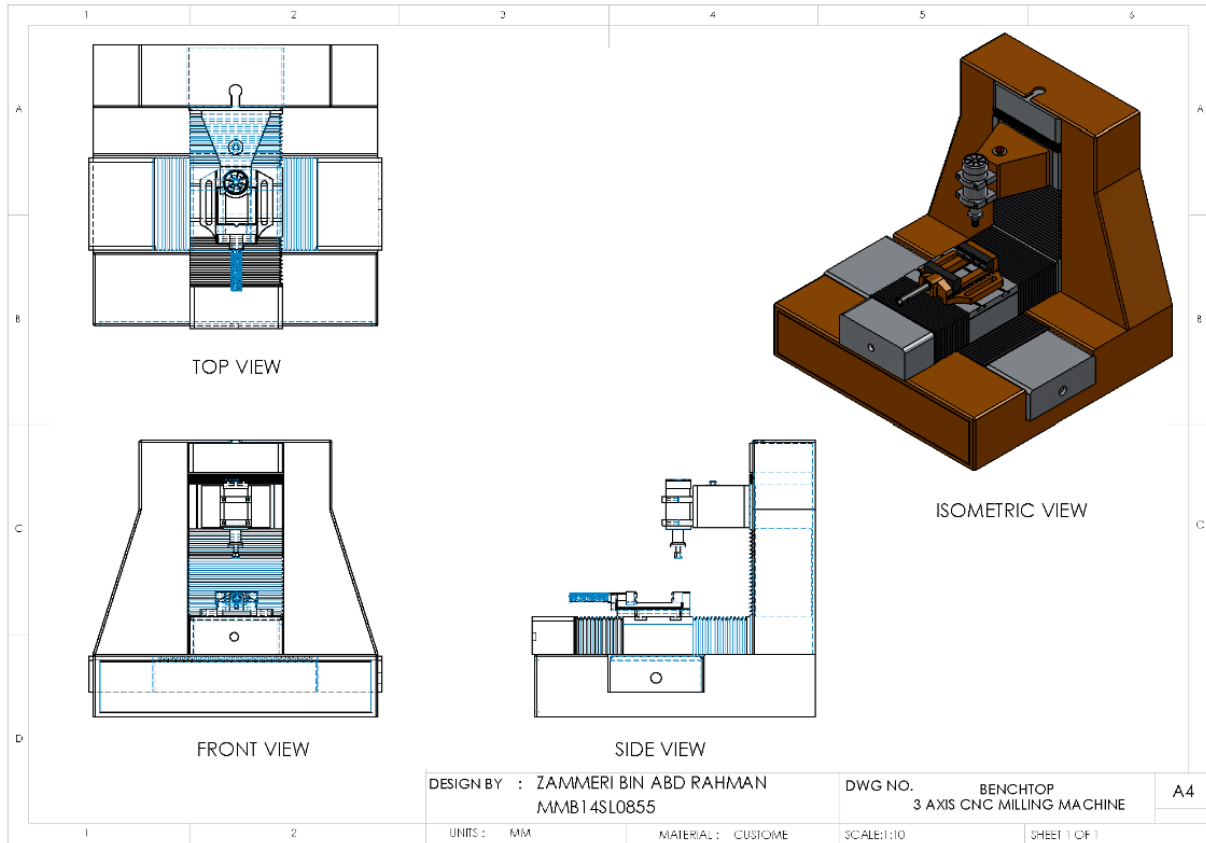 1 2 3 4 5 6
A A
B B
C C
D
TOP VIEW
ISOMETRIC VIEW
FRONT VIEW
SIDE VIEW
DESIGN BY : ZAMMERI BIN ABD RAHMAN
MMB14SL0855
DWG NO. BENCHTOP
3 AXIS CNC MILLING MACHINE
A4
UNITS : MM
MATERIAL : CUSTOME
SCALE:1:10
SHEET 1 OF 1
1 2